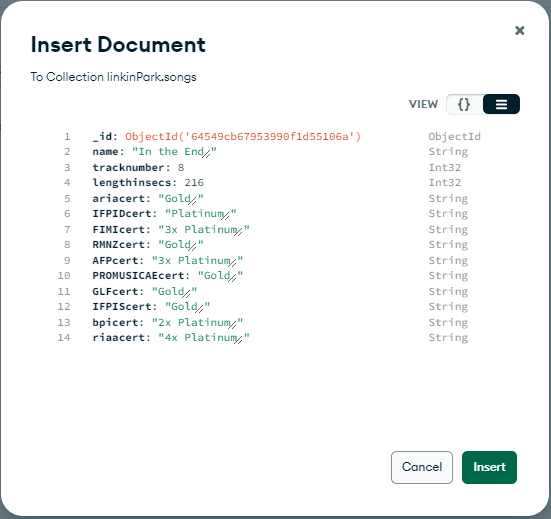 Insert Document
To Collection linkinPark.songs
VIEW {}
1 _id: ObjectId('64549cb67953990f1d55106a') ObjectId
2 name: "In the End" String
3 tracknumber: 8 Int32
4 lengthinsecs: 216 Int32
5 ariacert: "Gold" String
6 IFPIDcert: "Platinum" String
7 FIMIcert: "3x Platinum" String
8 RMNZcert: "Gold" String
9 AFPcert: "3x Platinum" String
10 PROMUSICAEcert: "Gold" String
11 GLFcert: "Gold" String
12 IFPIScert: "Gold" String
13 bpicert: "2x Platinum" String
14 riaacert: "4x Platinum" String
Cancel Insert